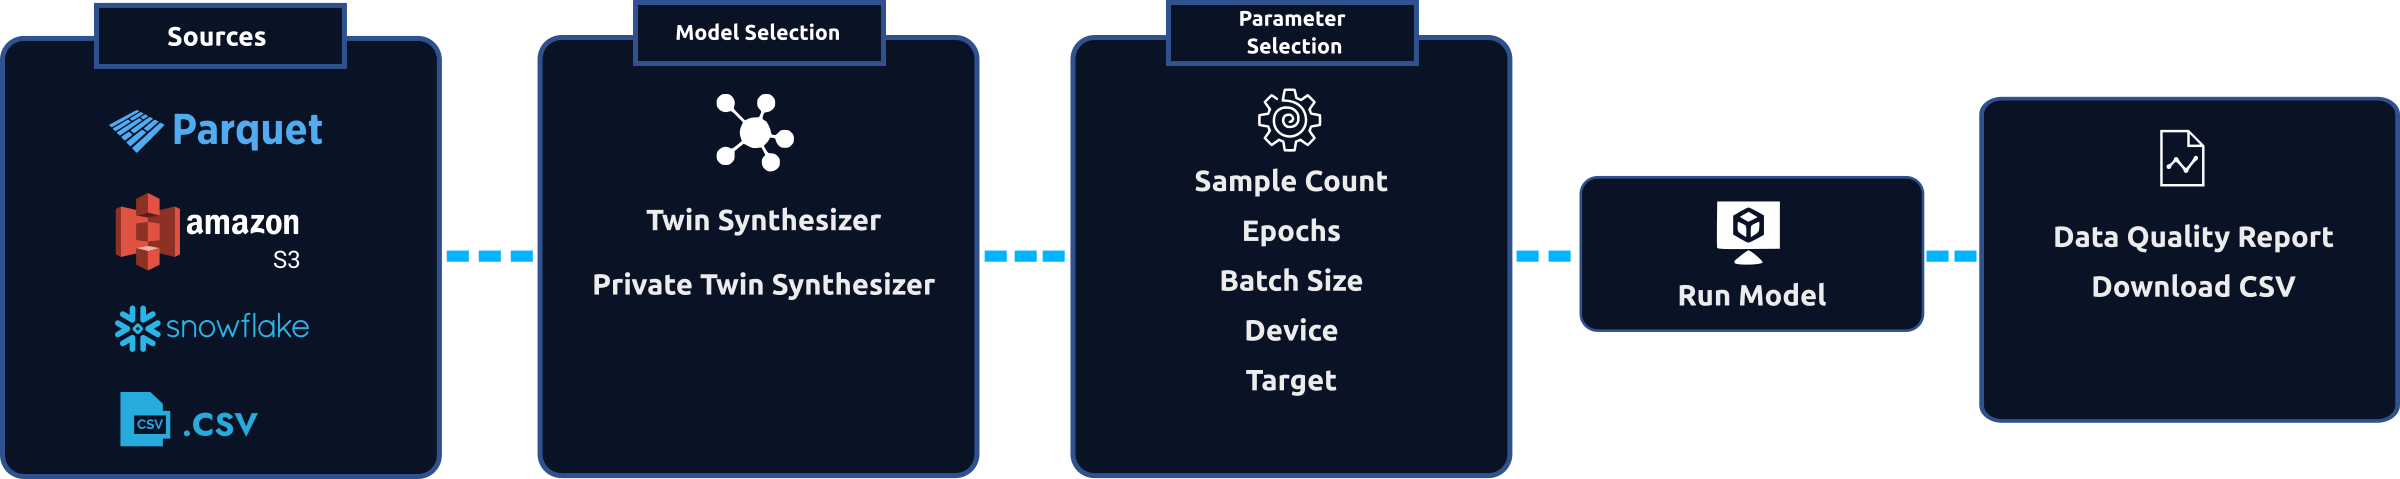 Sources
Parquet
amazon
S3
snowflake
CSV
.csv
Model Selection
Twin Synthesizer
Private Twin Synthesizer
Parameter
Selection
Sample Count
Epochs
Batch Size
Device
Target
Run Model
Data Quality Report
Download CSV